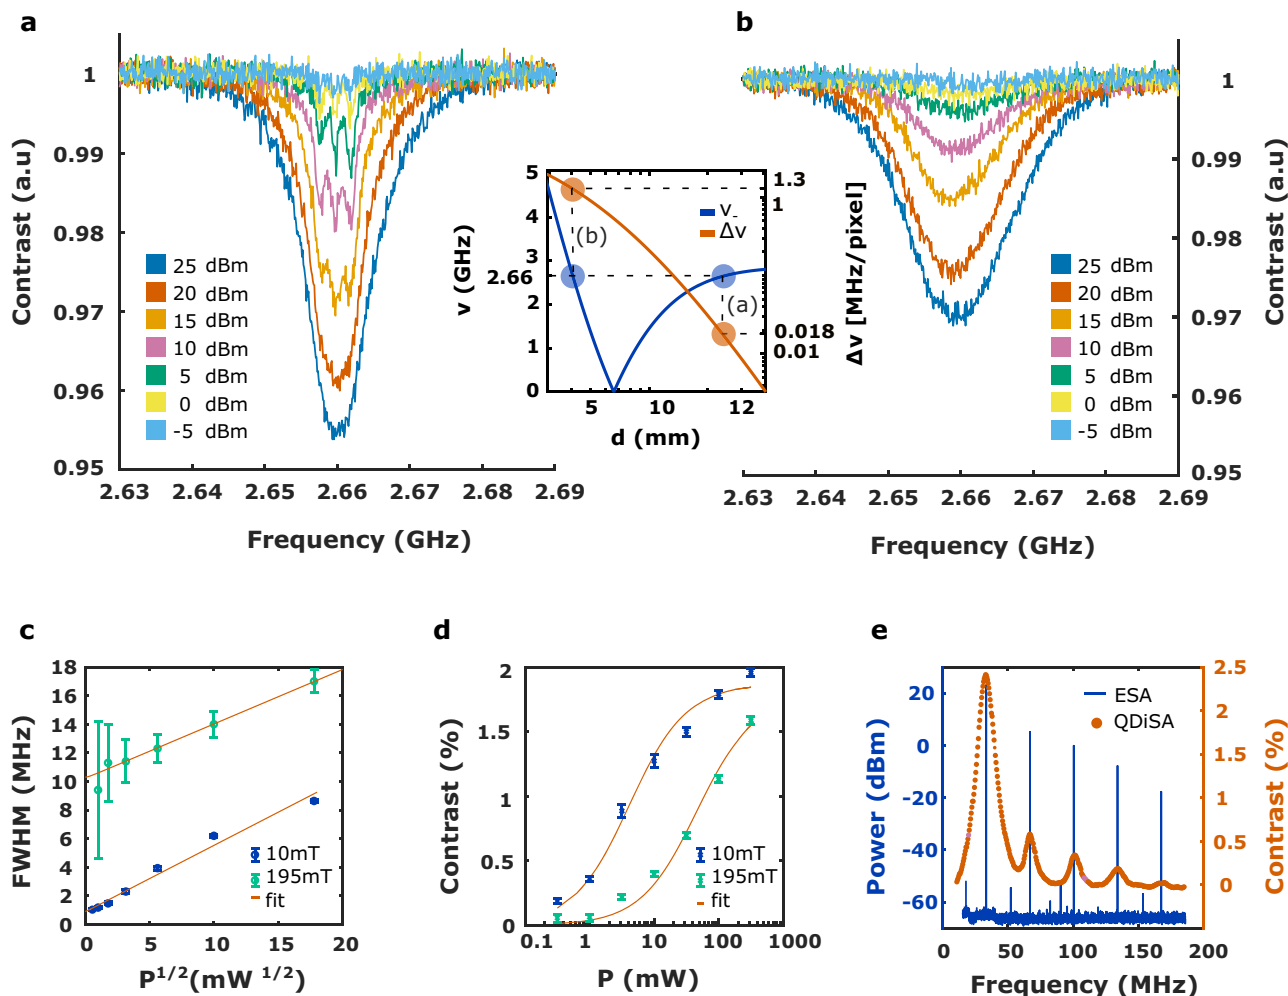 a
1
0.99
0.98
0.97
0.96
0.95
Contrast (a.u)
25 dBm
20 dBm
15 dBm
10 dBm
5 dBm
0 dBm
-5 dBm
2.63 2.64 2.65 2.66 2.67 2.69
Frequency (GHz)
5
4
3
2.66
2
1
0
ν (GHz)
ν-
Δν
(b)
(a)
1.3
1
0.018
0.01
Δν [MHz/pixel]
5 10 12
d (mm)
b
1
0.99
0.98
0.97
0.96
0.95
Contrast (a.u)
25 dBm
20 dBm
15 dBm
10 dBm
5 dBm
0 dBm
-5 dBm
2.63 2.64 2.65 2.66 2.67 2.68 2.69
Frequency (GHz)
c
18
16
14
12
10
8
6
4
2
0
FWHM (MHz)
10mT
195mT
fit
0 5 10 15 20
P1/2(mW 1/2)
d
2
1.5
1
0.5
0
Contrast (%)
10mT
195mT
fit
0.1 1 10 100 1000
P (mW)
e
20
0
-20
-40
-60
Power (dBm)
ESA
QDiSA
2.5
2
1.5
1
0.5
0
Contrast (%)
0 50 100 150 200
Frequency (MHz)